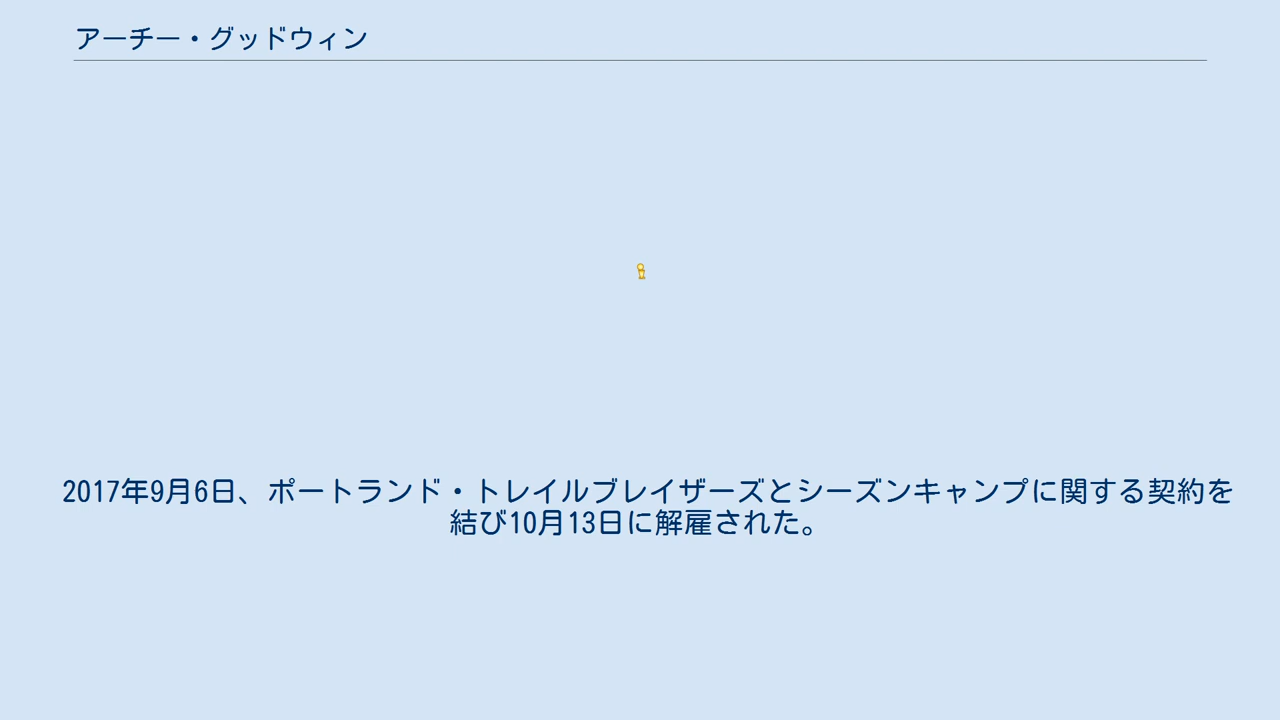 アーチー・グッドウィン
2017年9月6日、ポートランド・トレイルブレイザーズとシーズンキャンプに関する契約を
結び10月13日に解雇された。